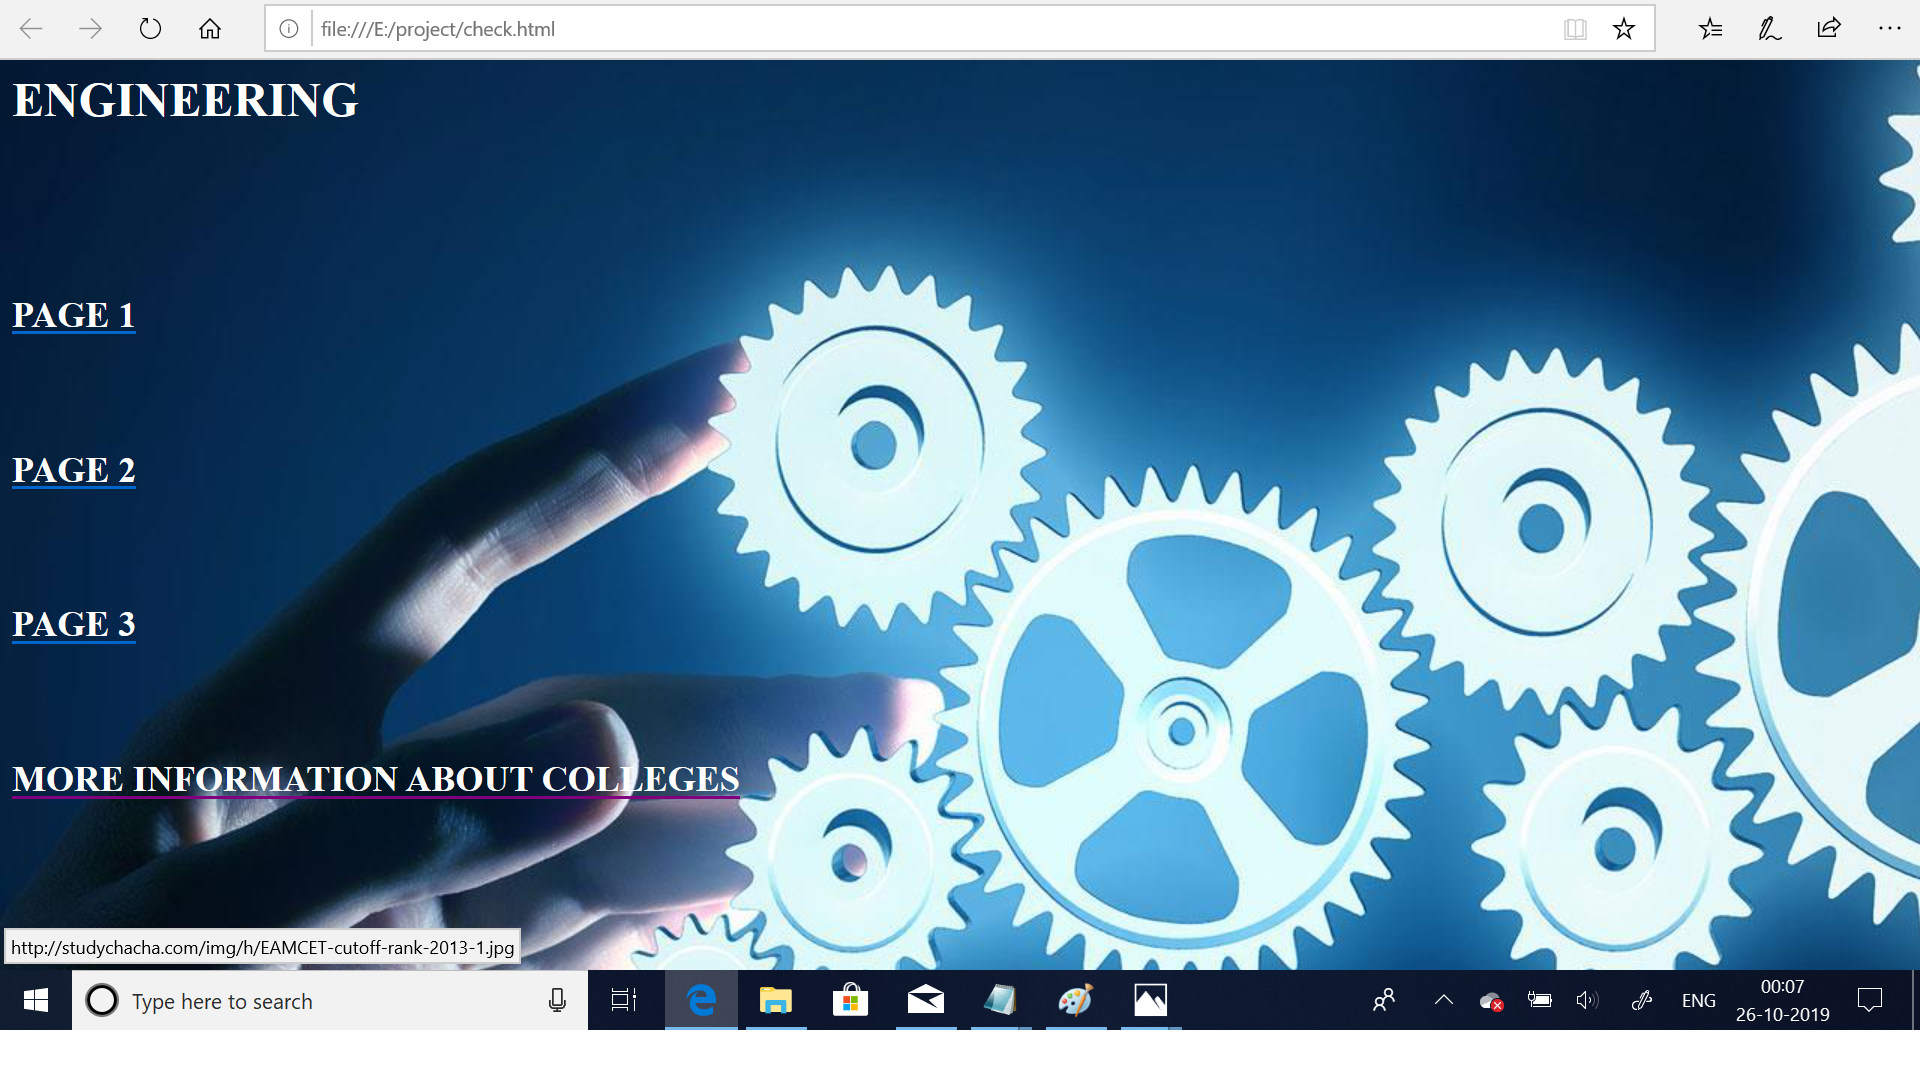 file:///E:/project/check.html
ENGINEERING
PAGE 1
PAGE 2
PAGE 3
MORE INFORMATION ABOUT COLLEGES
http://studychacha.com/img/h/EAMCET-cutoff-rank-2013-1.jpg
Type here to search
ENG
00:07
26-10-2019